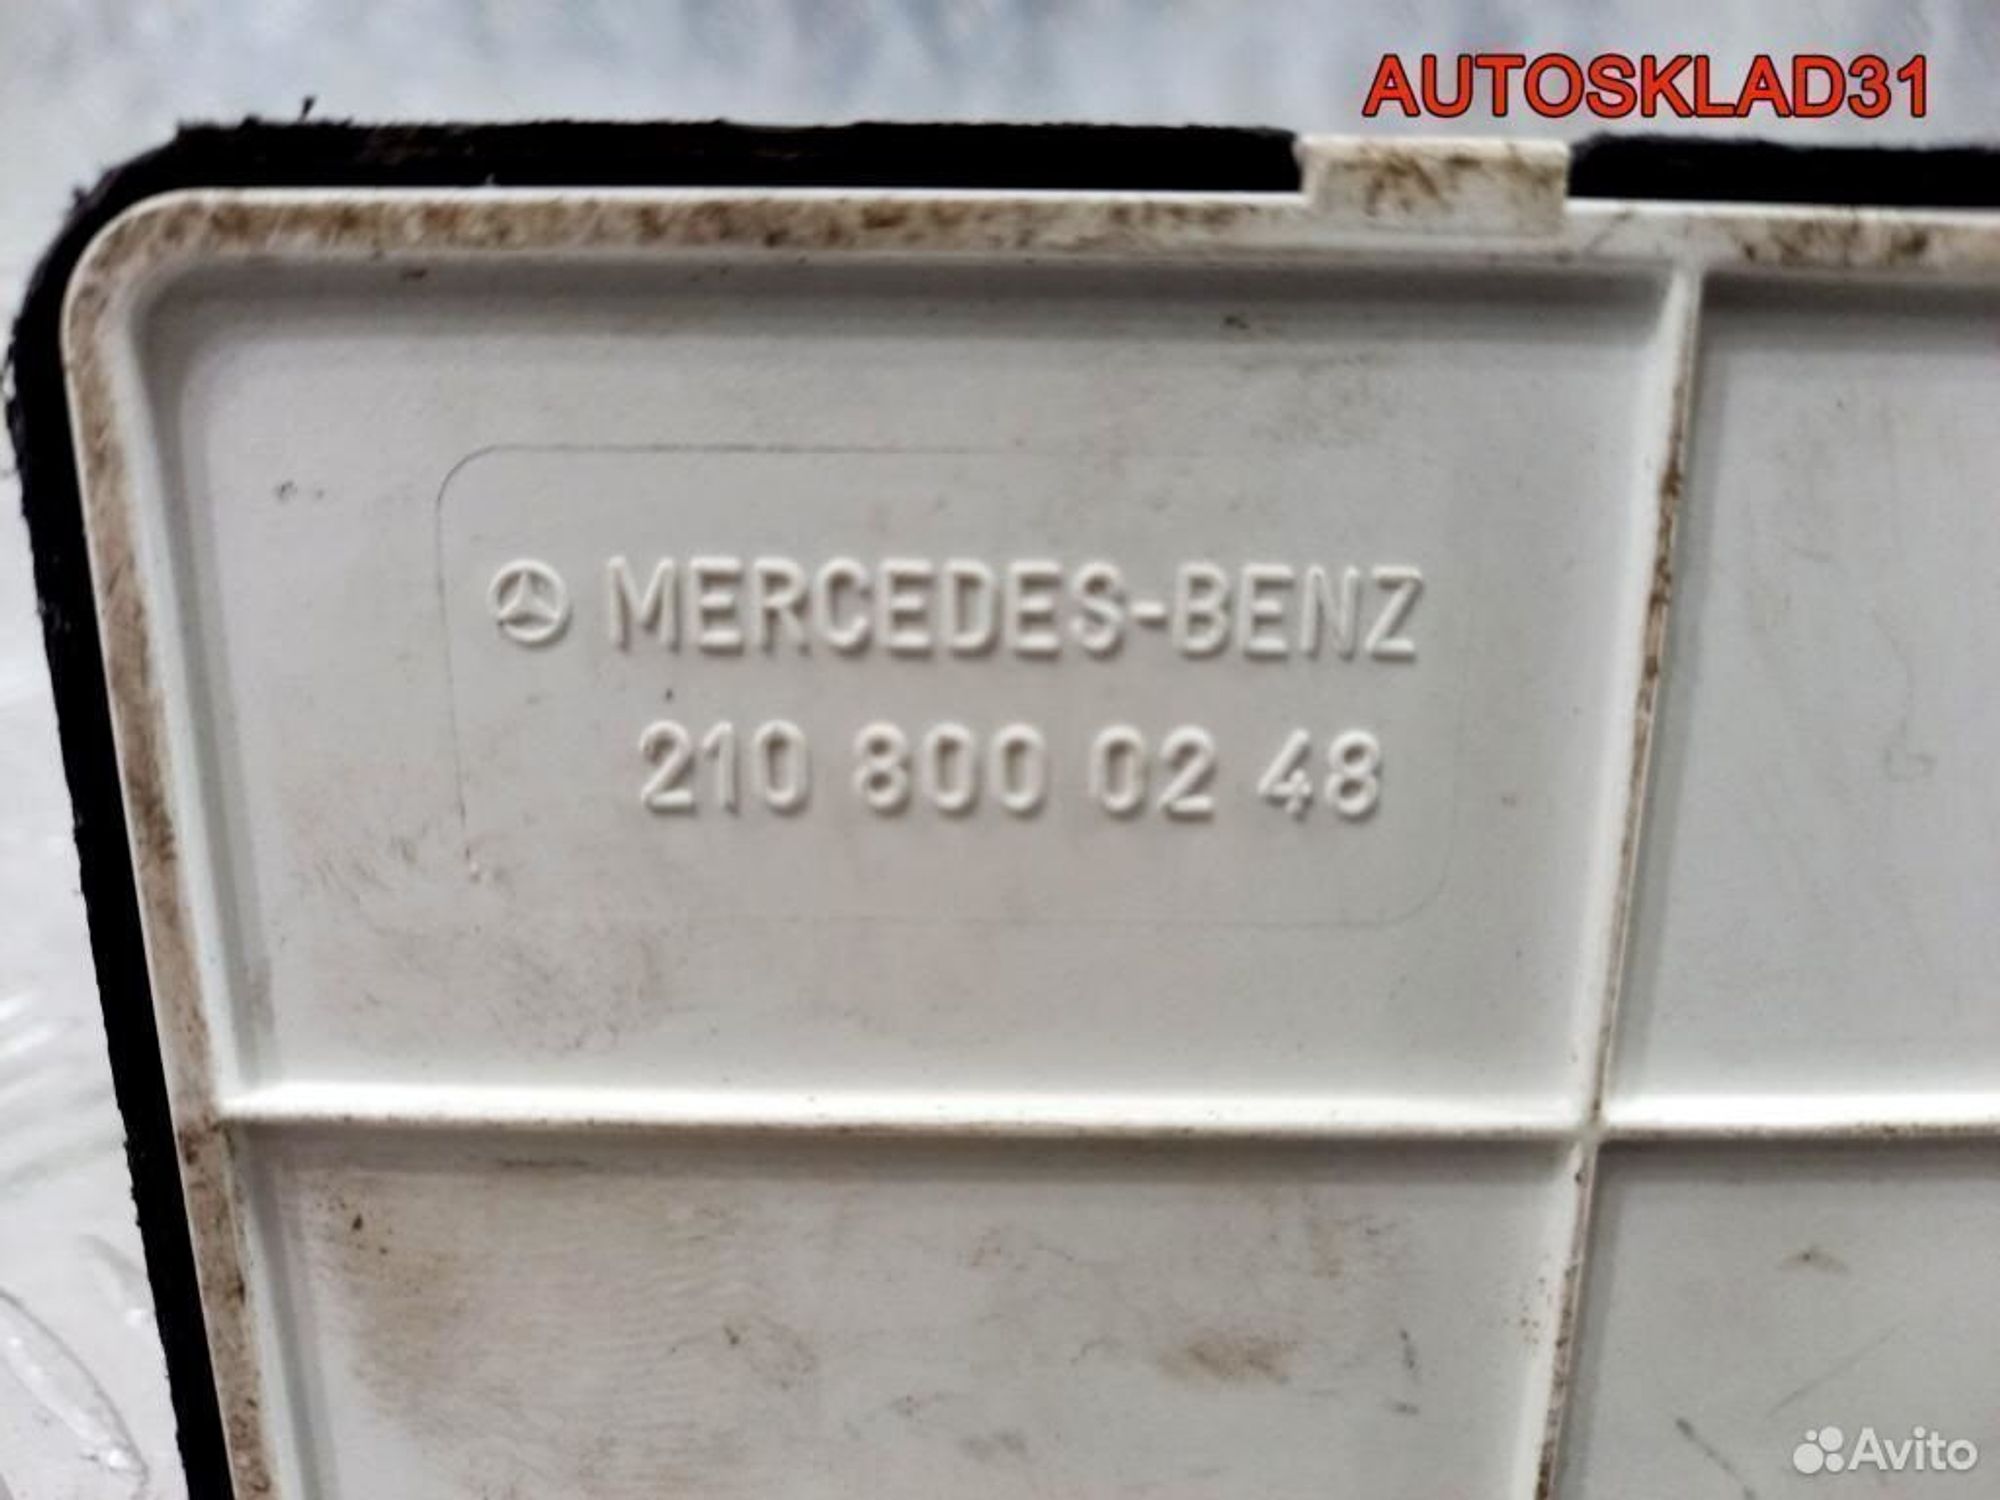 AUTOSKLAD31
MERCEDES-BENZ
210 800 02 48
Avito